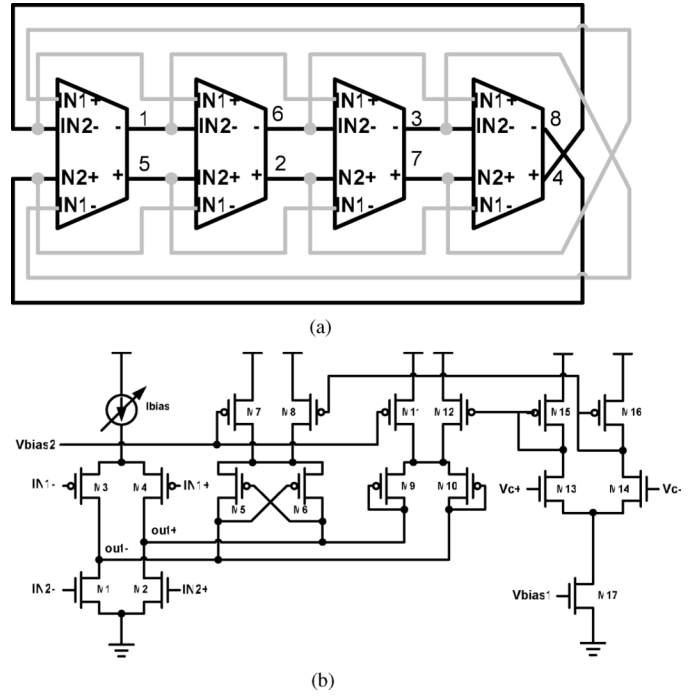 IN1+ IN1+ IN1+ IN1+
1 6 3 8
IN2- - IN2- - IN2- - IN2- -
N2+ + IN2+ + N2+ + N2+ +
5 2 7 4
IN1- IN1- IN1- IN1-
(a)
Ibias
M7 M8 M11 M12 M15 M16
Vbias2
IN1- M3 M4 IN1+
M5 M6 M9 M10 Vc+ M13 M14 Vc-
out+
out-
IN2- M1 M2 IN2+
Vbias1 M17
(b)